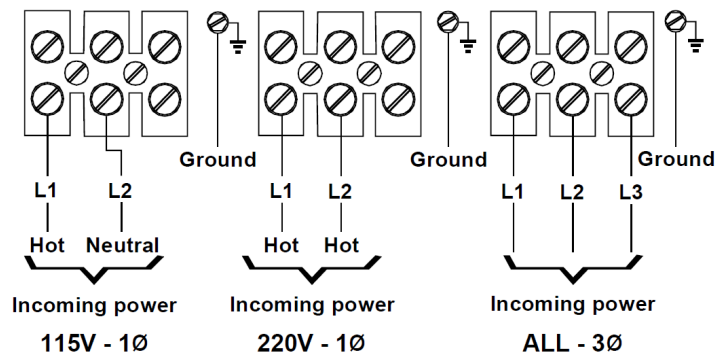 Ground Ground Ground
L1 L2 L1 L2 L1 L2 L3
Hot Neutral Hot Hot
Incoming power Incoming power Incoming power
115V - 1Ø 220V - 1Ø ALL - 3Ø